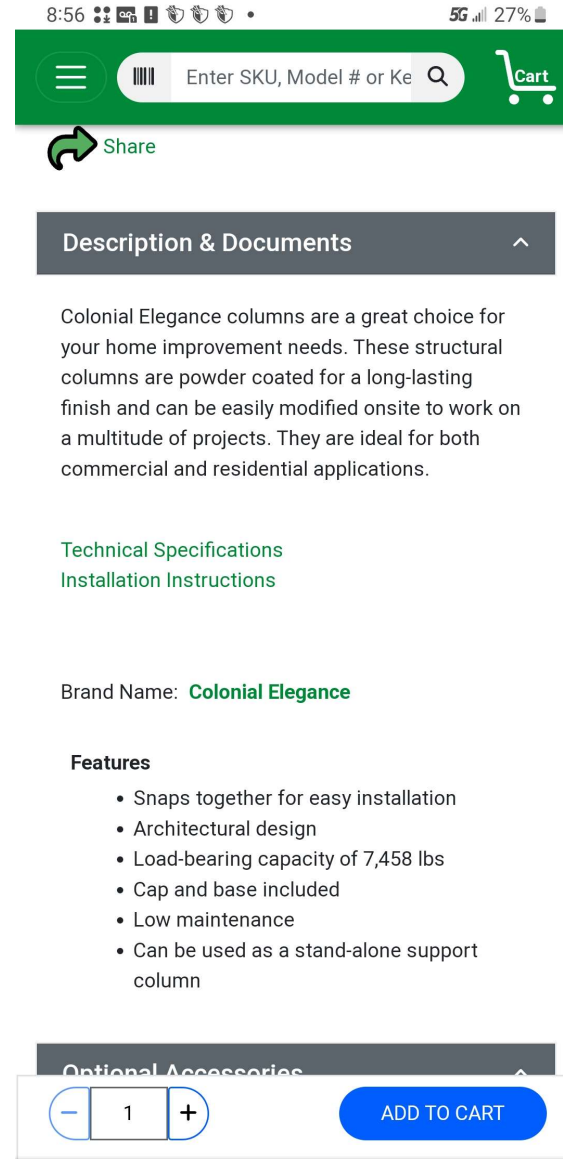 8:56
5G 27%
Enter SKU, Model # or Ke
Cart
Share
Description & Documents
Colonial Elegance columns are a great choice for
your home improvement needs. These structural
columns are powder coated for a long-lasting
finish and can be easily modified onsite to work on
a multitude of projects. They are ideal for both
commercial and residential applications.
Technical Specifications
Installation Instructions
Brand Name: Colonial Elegance
Features
• Snaps together for easy installation
• Architectural design
• Load-bearing capacity of 7,458 lbs
• Cap and base included
• Low maintenance
• Can be used as a stand-alone support
column
Optional Accessories
− 1 +
ADD TO CART